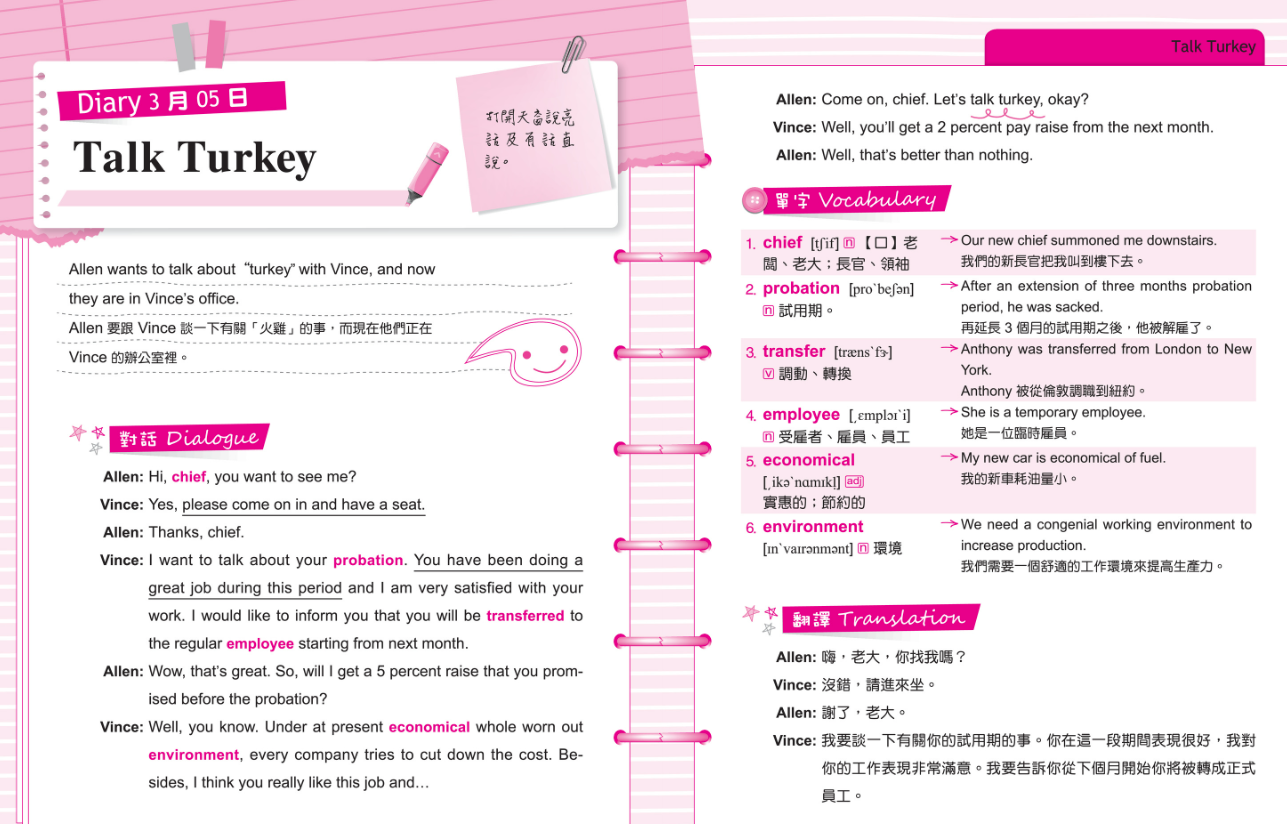 Diary 3 月 05 日
Talk Turkey
打開天窗說亮
話及有話直
說。
Allen wants to talk about “turkey” with Vince, and now
they are in Vince’s office.
Allen 要跟 Vince 談一下有關「火雞」的事，而現在他們正在
Vince 的辦公室裡。
對話 Dialogue
Allen: Hi, chief, you want to see me?
Vince: Yes, please come on in and have a seat.
Allen: Thanks, chief.
Vince: I want to talk about your probation. You have been doing a
great job during this period and I am very satisfied with your
work. I would like to inform you that you will be transferred to
the regular employee starting from next month.
Allen: Wow, that’s great. So, will I get a 5 percent raise that you prom-
ised before the probation?
Vince: Well, you know. Under at present economical whole worn out
environment, every company tries to cut down the cost. Be-
sides, I think you really like this job and…
Talk Turkey
Allen: Come on, chief. Let’s talk turkey, okay?
Vince: Well, you’ll get a 2 percent pay raise from the next month.
Allen: Well, that’s better than nothing.
單字 Vocabulary
1. chief [tʃif] n 【口】老
闆、老大；長官、領袖
→ Our new chief summoned me downstairs.
我們的新長官把我叫到樓下去。
2. probation [proˋbeʃən]
n 試用期。
→ After an extension of three months probation
period, he was sacked.
再延長 3 個月的試用期之後，他被解雇了。
3. transfer [trænsˋfɝ]
v 調動、轉換
→ Anthony was transferred from London to New
York.
Anthony 被從倫敦調職到紐約。
4. employee [ˏɛmplɔɪˋi]
n 受雇者、雇員、員工
→ She is a temporary employee.
她是一位臨時雇員。
5. economical
[ˏikəˋnɑmɪkl̩] adj
實惠的；節約的
→ My new car is economical of fuel.
我的新車耗油量小。
6. environment
[ɪnˋvaɪrənmənt] n 環境
→ We need a congenial working environment to
increase production.
我們需要一個舒適的工作環境來提高生產力。
翻譯 Translation
Allen: 嗨，老大，你找我嗎？
Vince: 沒錯，請進來坐。
Allen: 謝了，老大。
Vince: 我要談一下有關你的試用期的事。你在這一段期間表現很好，我對
你的工作表現非常滿意。我要告訴你從下個月開始你將被轉成正式
員工。